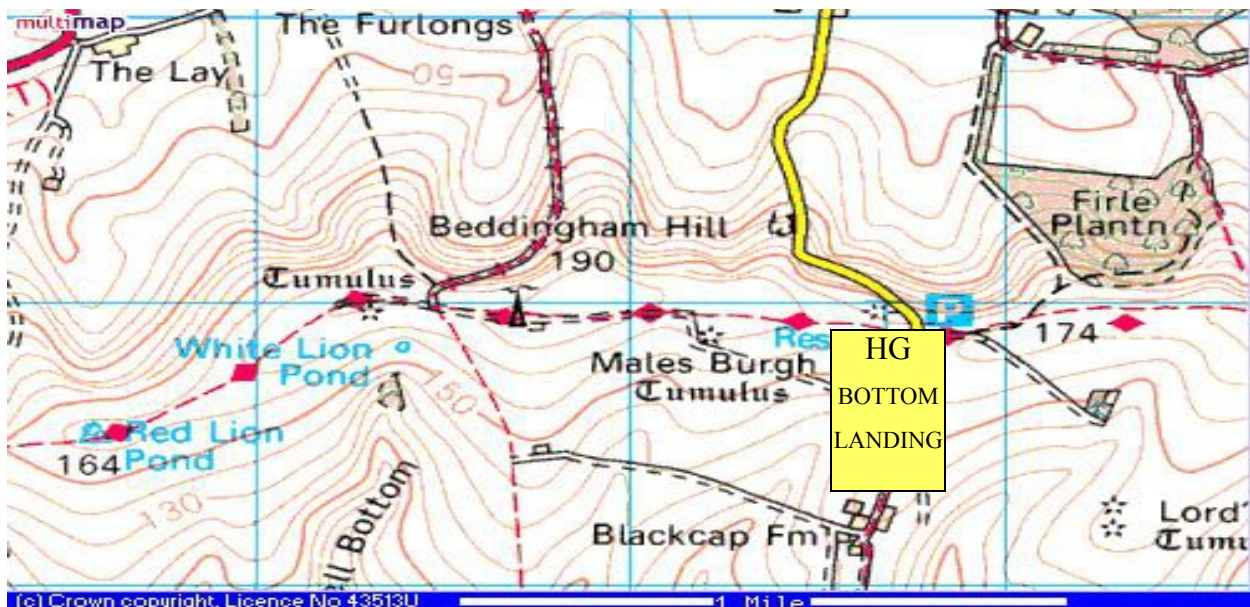 multimap
The Furlongs
The Lay
50
Firle
Plantn
Beddingham Hill
190
Tumulus
P
White Lion
Pond
Res
174
Males Burgh
Tumulus
HG
BOTTOM
LANDING
150
Red Lion
Pond
164
130
ell Bottom
Blackcap Fm
Lord'
Tumu
(c) Crown copyright. Licence No 43513U
1 Mile